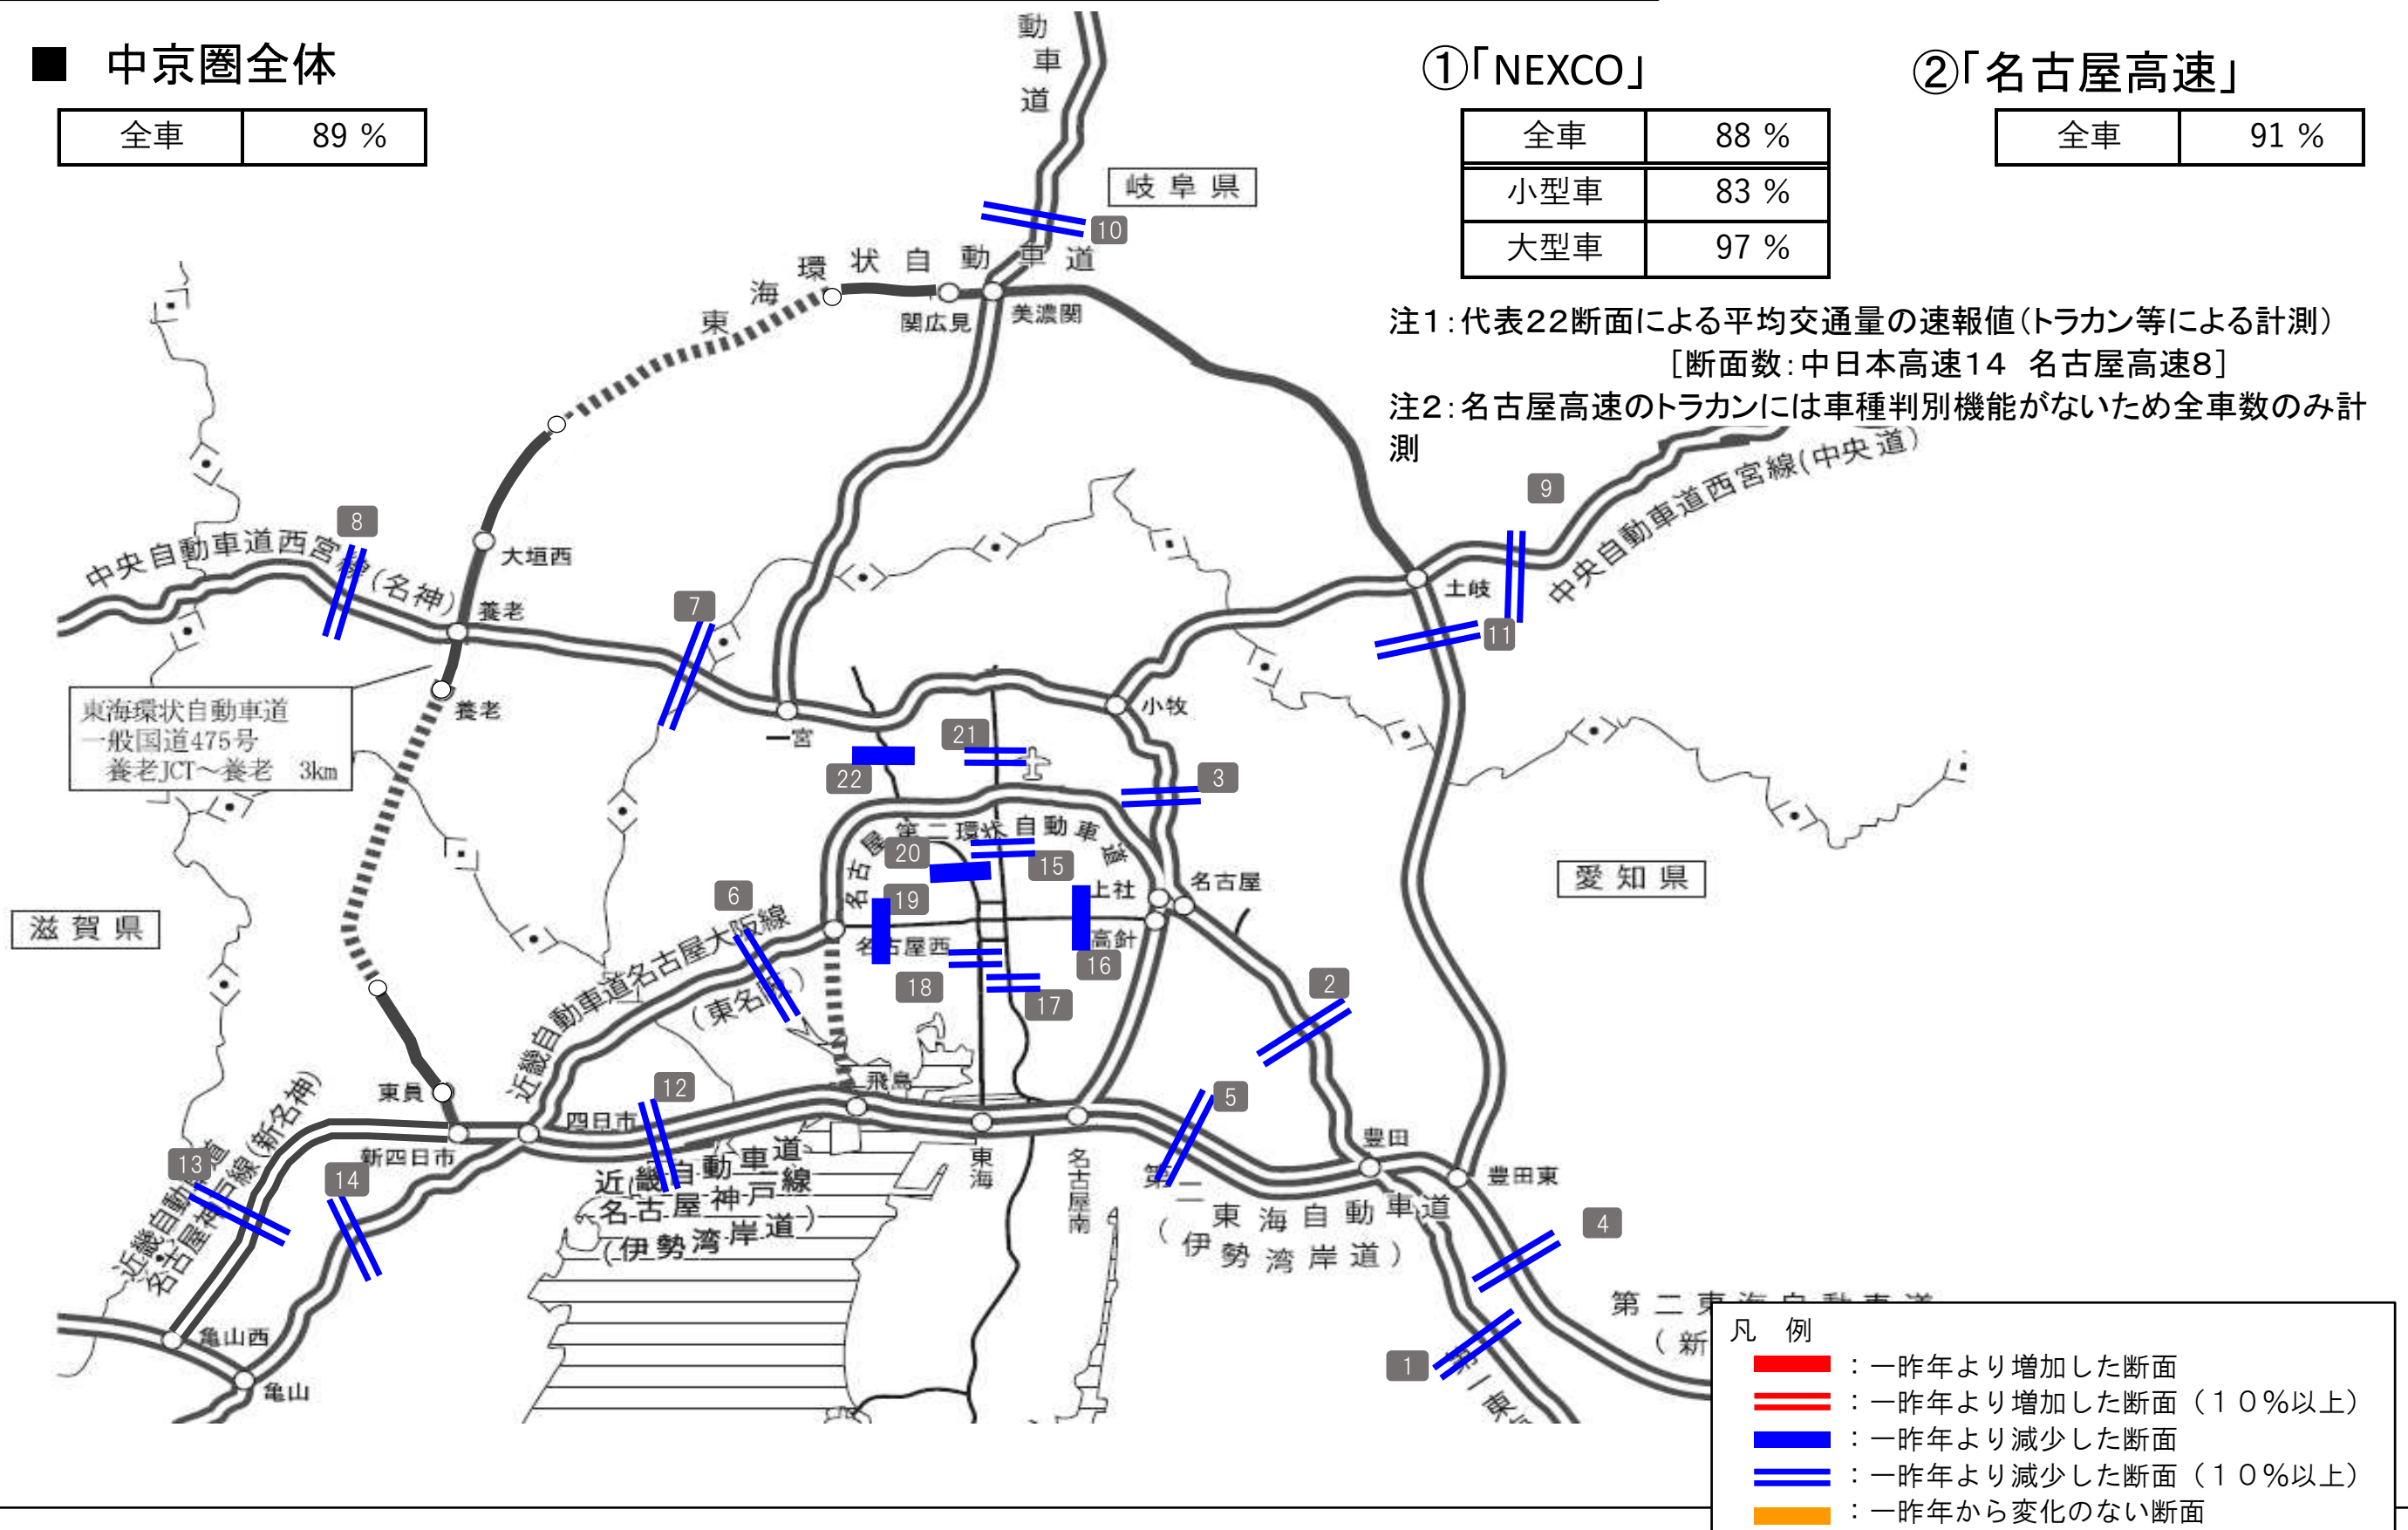 ■ 中京圏全体
全車 89 %
①「NEXCO」
全車 88 %
小型車 83 %
大型車 97 %
②「名古屋高速」
全車 91 %
注1：代表22断面による平均交通量の速報値（トラカン等による計測）
［断面数：中日本高速14 名古屋高速8］
注2：名古屋高速のトラカンには車種判別機能がないため全車数のみ計
測
動車道
岐阜県
10
東海環状自動車道
関広見
美濃関
9
中央自動車道西宮線(中央道)
8
中央自動車道西宮線(名神)
大垣西
養老
7
土岐
11
東海環状自動車道
一般国道475号
養老JCT～養老 3km
養老
一宮
小牧
21
22
3
名古屋第二環状自動車道
20
15
上社
名古屋
愛知県
19
6
滋賀県
名古屋西
高針
16
近畿自動車道名古屋大阪線
(東名阪)
18
17
2
東員
飛島
12
四日市
5
新四日市
13
14
近畿自動車道
名古屋神戸線(新名神)
近畿自動車道
名古屋神戸線
(伊勢湾岸道)
東海
名古屋南
豊田
豊田東
第二東海自動車道
(伊勢湾岸道)
4
亀山西
亀山
1
第二東海自動車道
(新
第一東
凡 例
：一昨年より増加した断面
：一昨年より増加した断面（１０％以上）
：一昨年より減少した断面
：一昨年より減少した断面（１０％以上）
：一昨年から変化のない断面